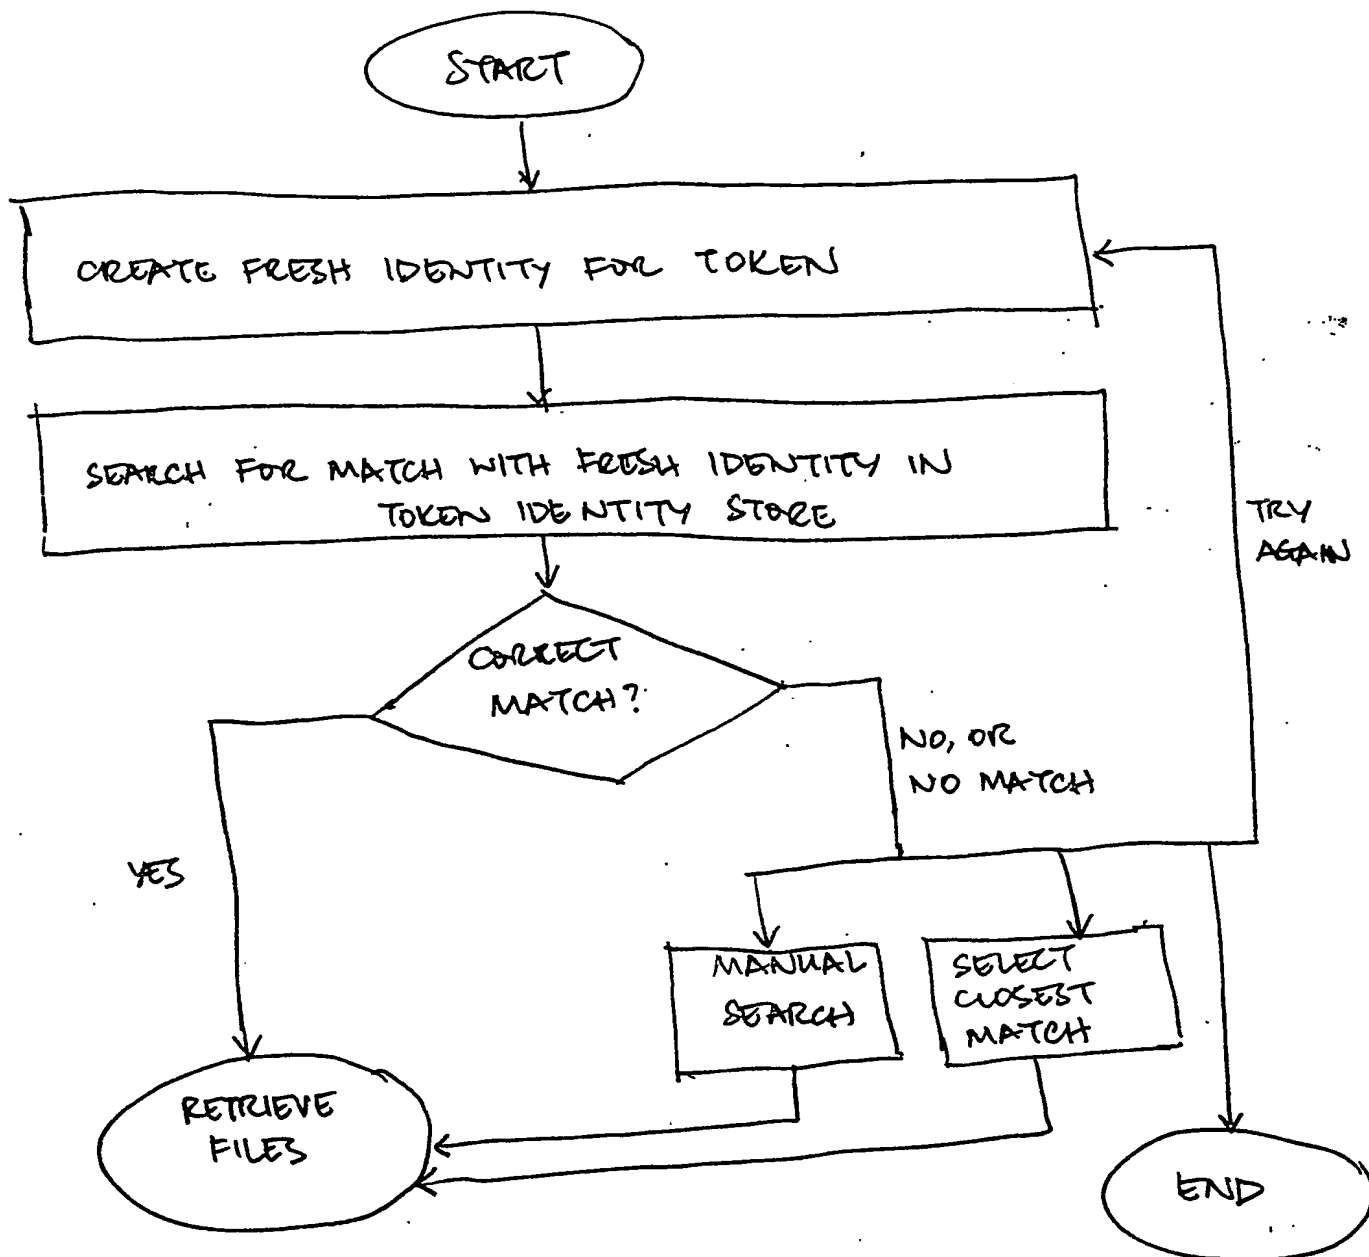 START
CREATE FRESH IDENTITY FOR TOKEN
SEARCH FOR MATCH WITH FRESH IDENTITY IN
TOKEN IDENTITY STORE
TRY
AGAIN
CORRECT
MATCH?
NO, OR
NO MATCH
YES
MANUAL
SEARCH
SELECT
CLOSEST
MATCH
RETRIEVE
FILES
END